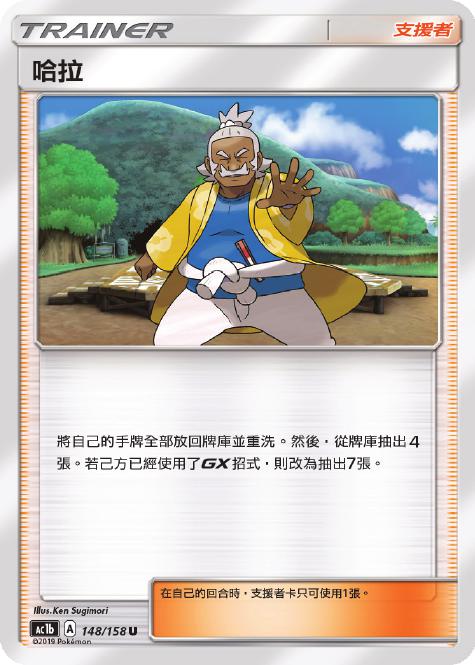 TRAINER
支援者
哈拉
將自己的手牌全部放回牌庫並重洗。然後，從牌庫抽出4
張。若己方已經使用了GX招式，則改為抽出7張。
在自己的回合時，支援者卡只可使用1張。
Illus.Ken Sugimori
AC1b A 148/158 U
©2019 Pokémon